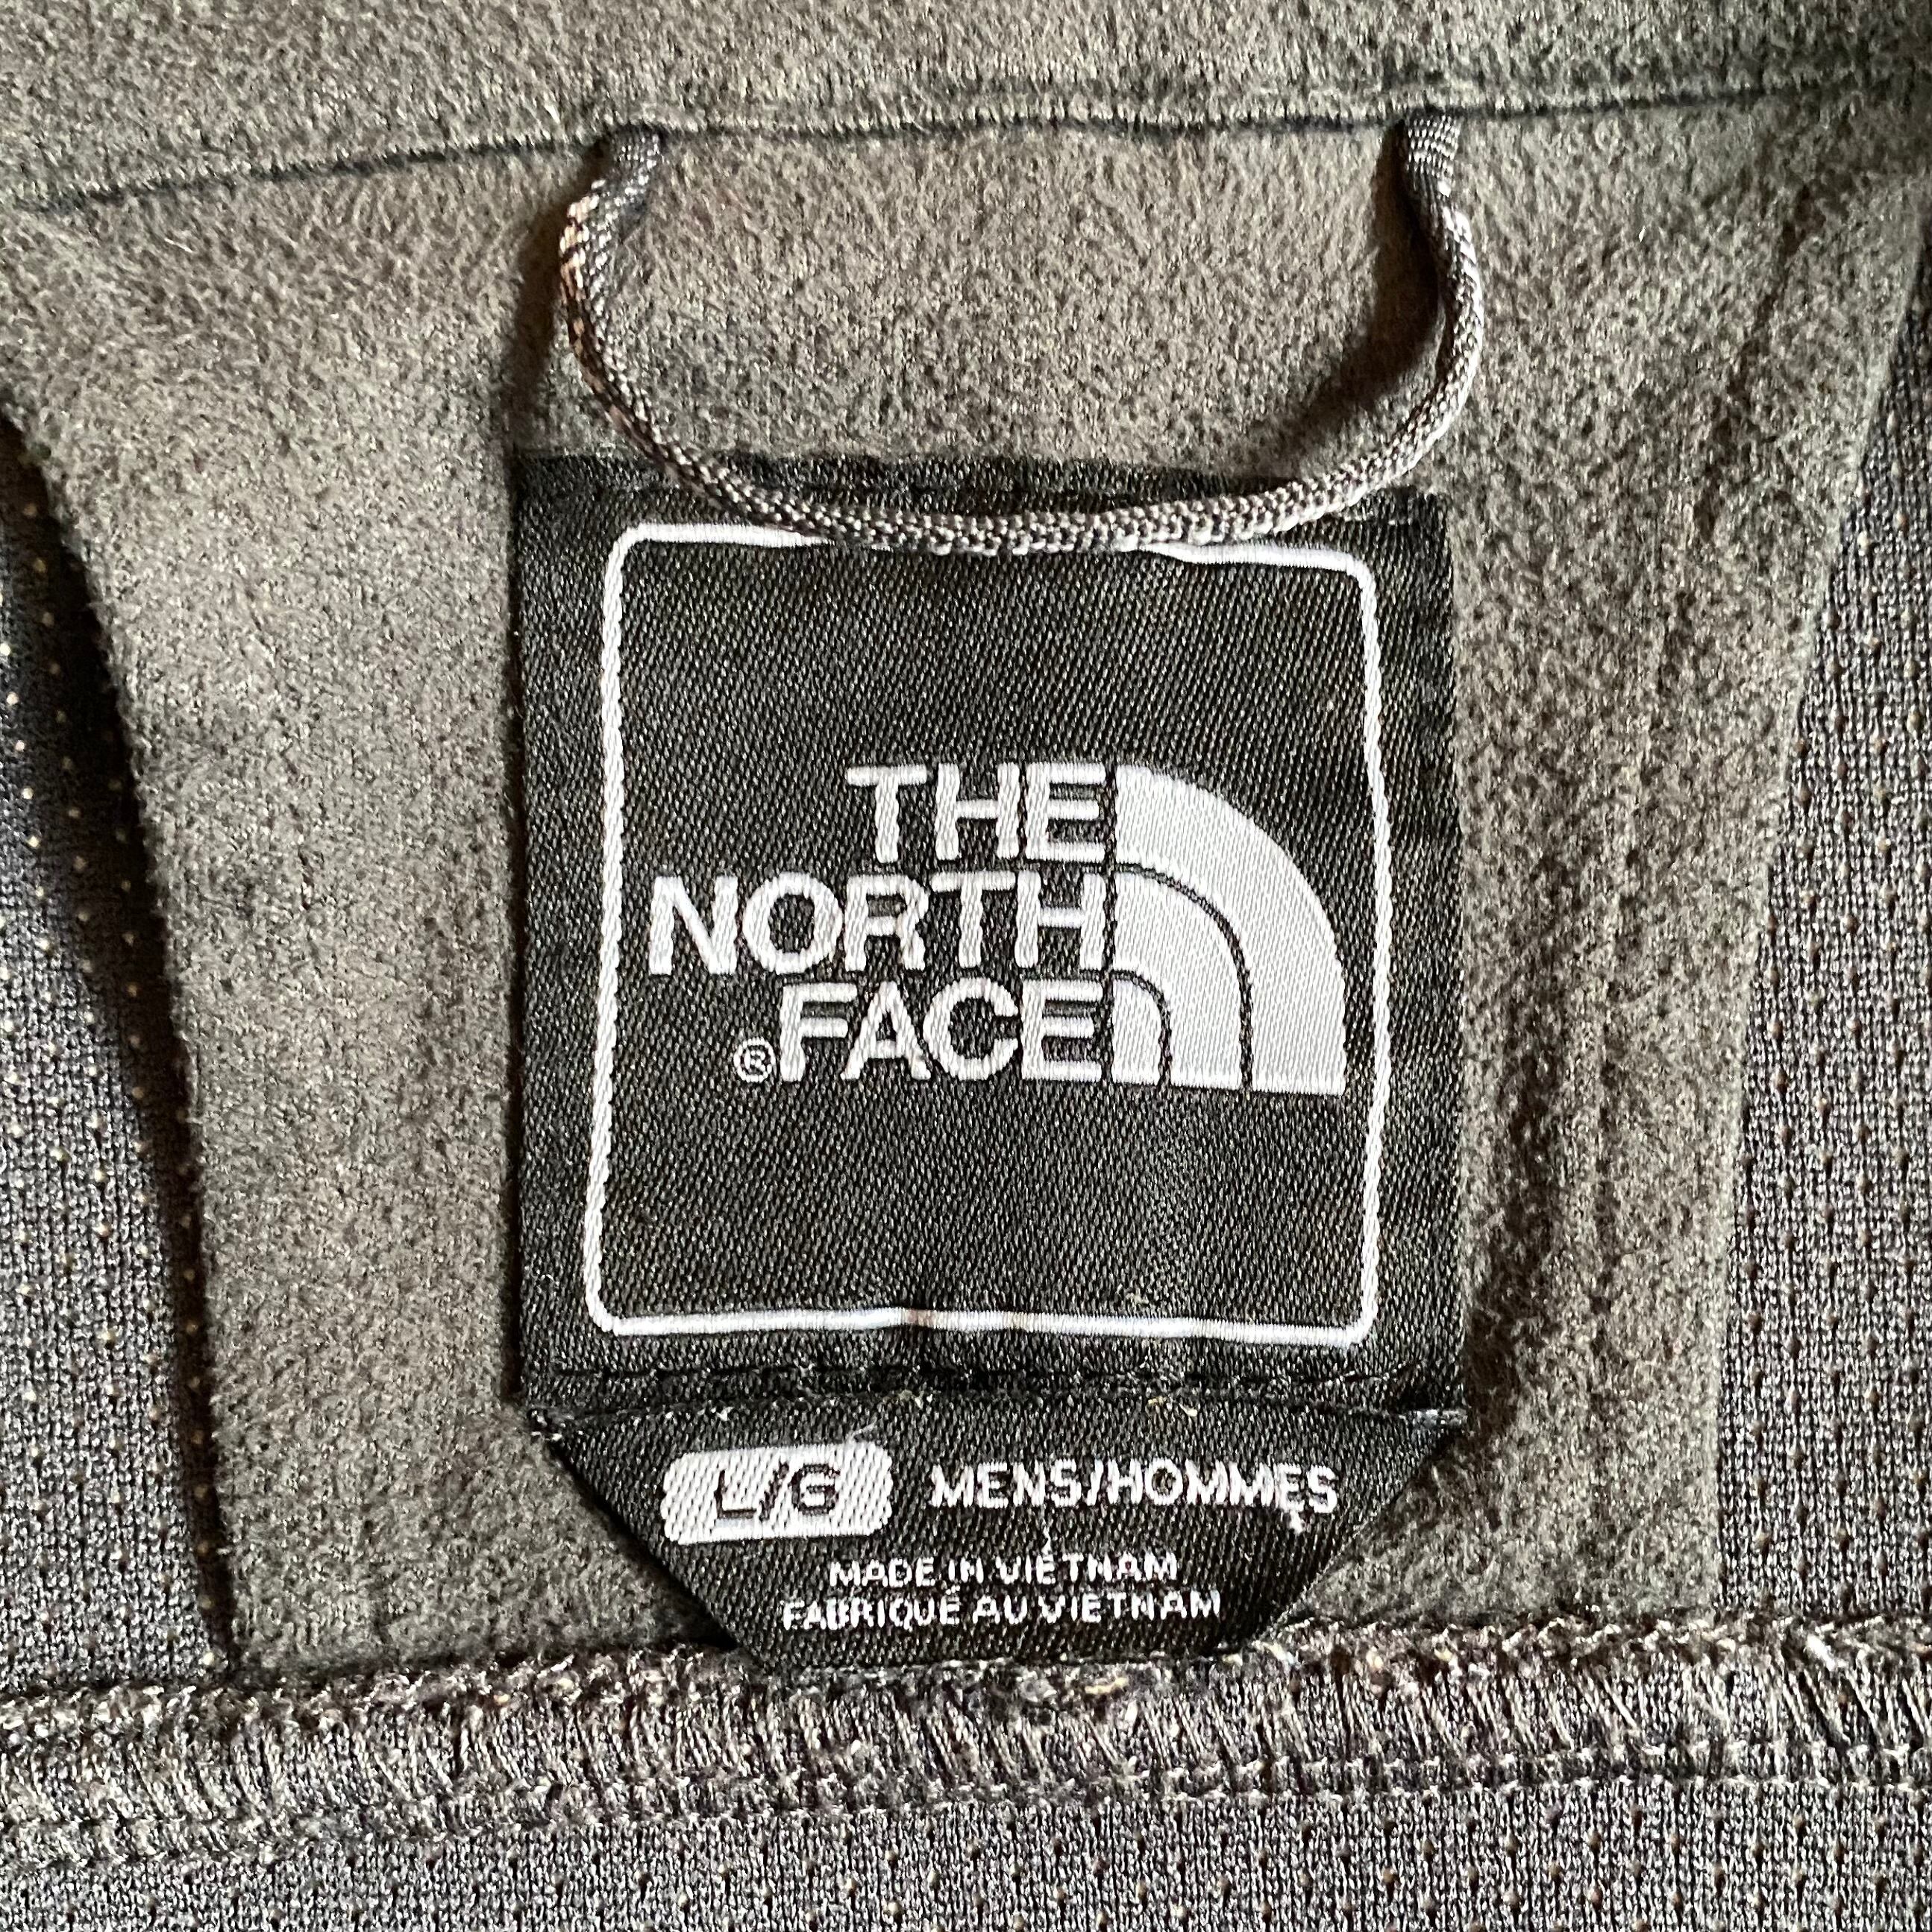 THE
NORTH
®FACE
L/G MENS/HOMMES
MADE IN VIETNAM
FABRIQUÉ AU VIETNAM